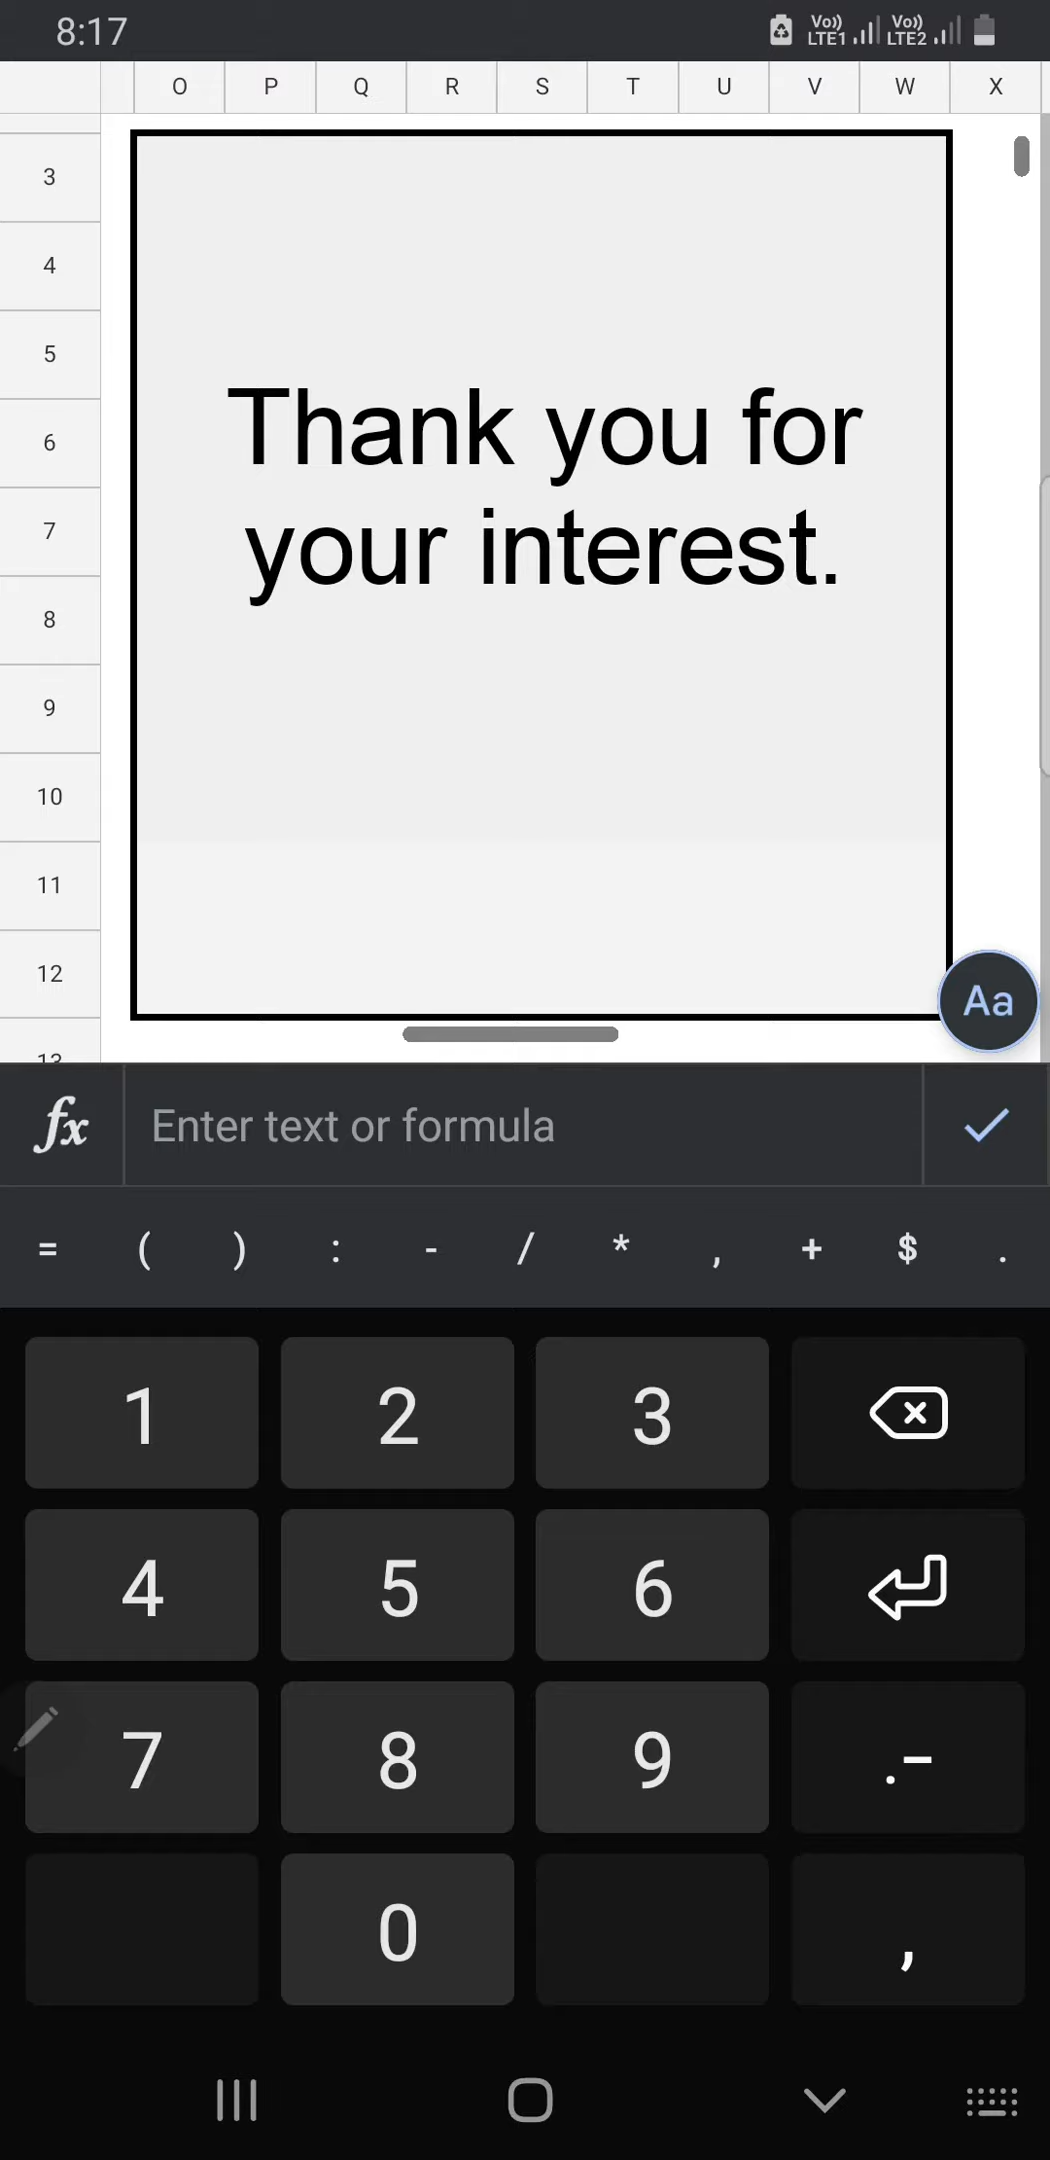 8:17
Vo)) LTE1 Vo)) LTE2
O P Q R S T U V W X
3
4
5
6
7
8
9
10
11
12
13
Thank you for
your interest.
Aa
fx Enter text or formula
= ( ) : - / * , + $ .
1 2 3
4 5 6
7 8 9 .-
0 ,